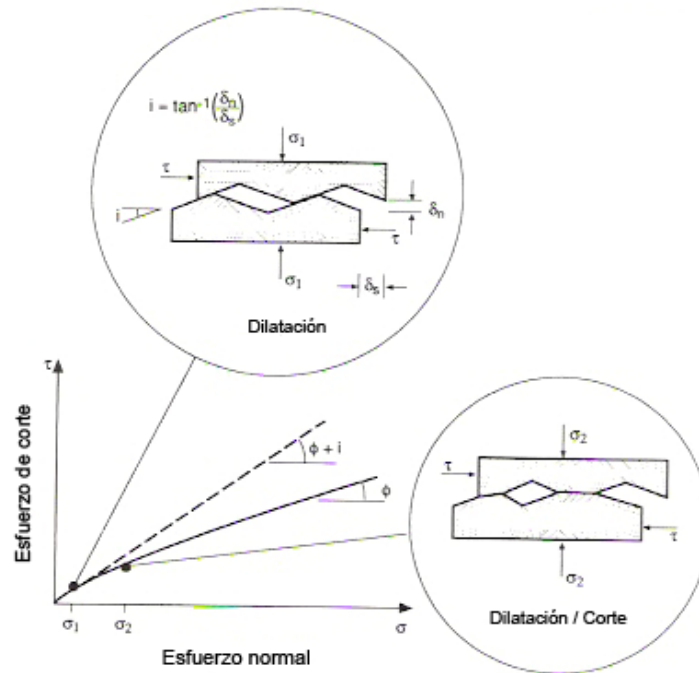 i = tan⁻¹(δn/δs)
σ1
τ
i
δn
τ
σ1
δs
Dilatación
τ
Esfuerzo de corte
ϕ + i
ϕ
σ1
σ2
σ
Esfuerzo normal
σ2
τ
τ
σ2
Dilatación / Corte